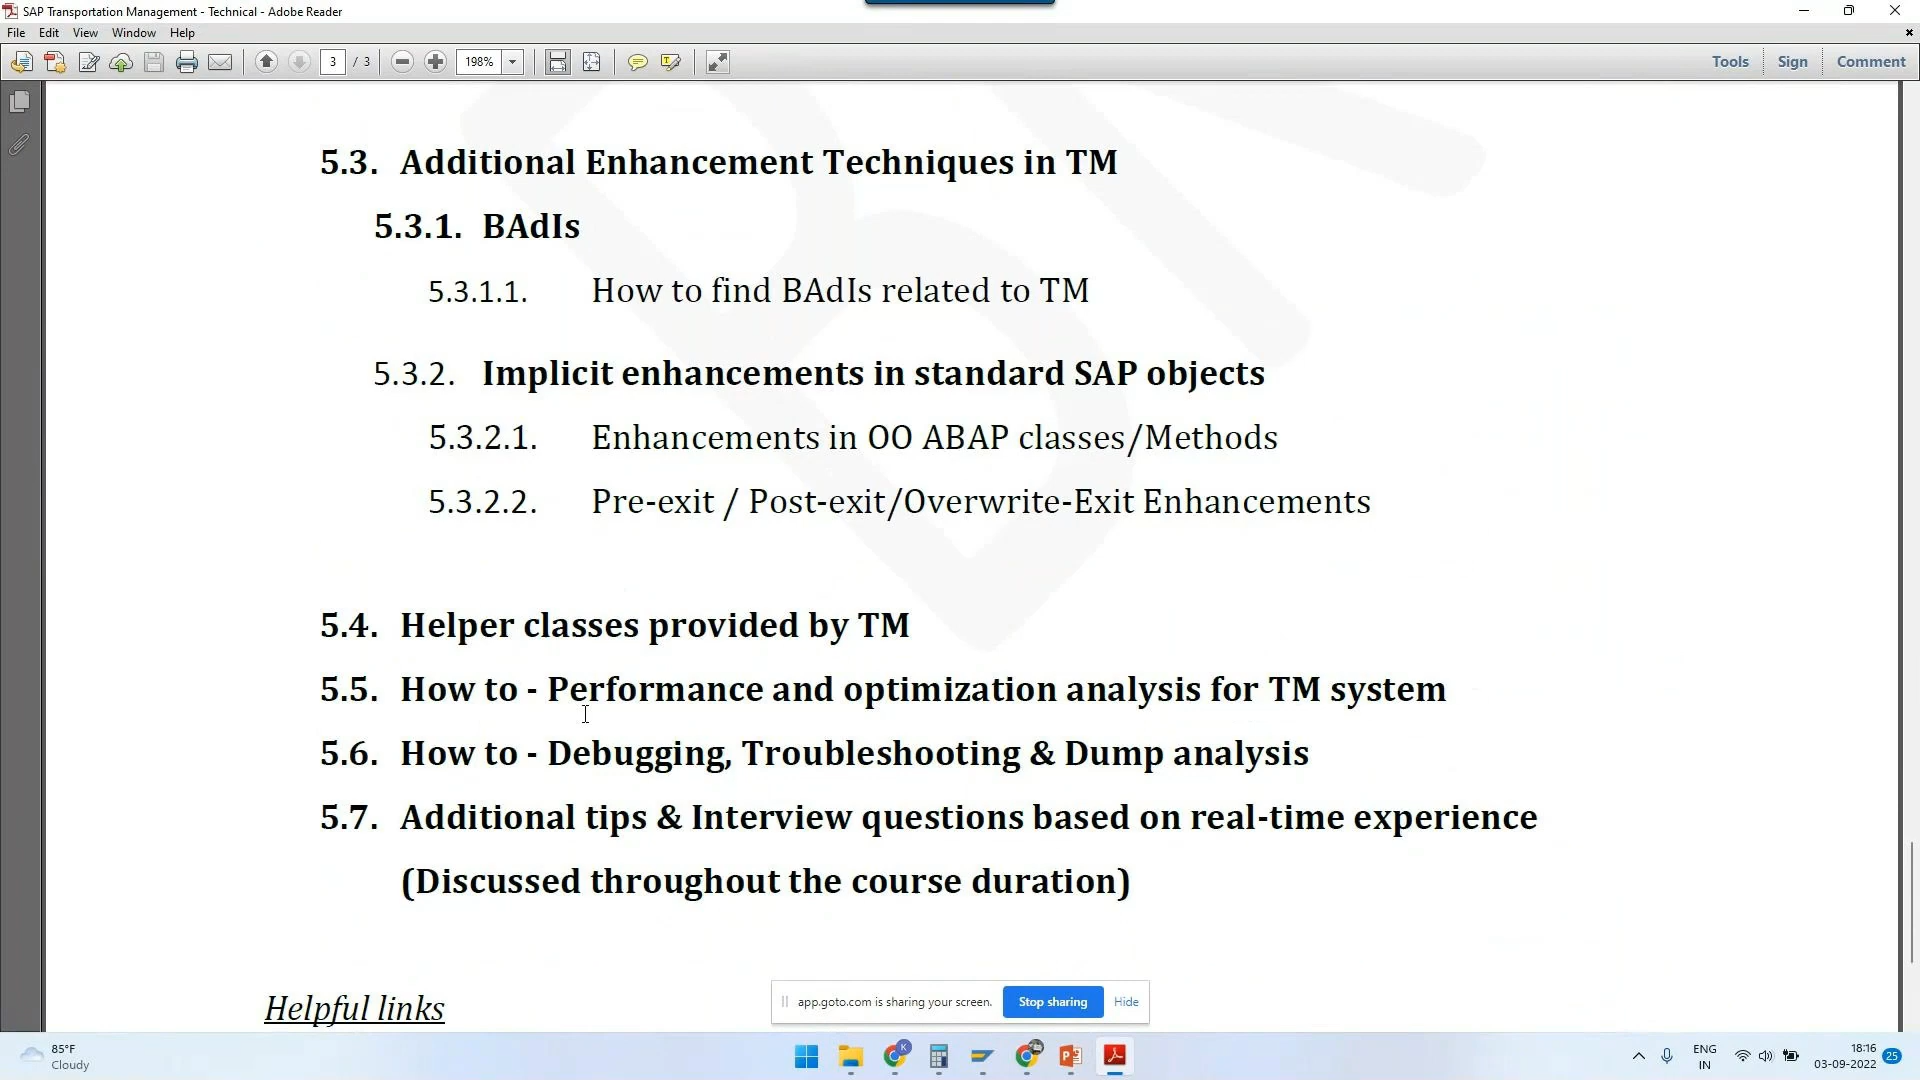 SAP Transportation Management - Technical - Adobe Reader
File Edit View Window Help
3 / 3 198% Tools Sign Comment
5.3. Additional Enhancement Techniques in TM
5.3.1. BAdIs
5.3.1.1. How to find BAdIs related to TM
5.3.2. Implicit enhancements in standard SAP objects
5.3.2.1. Enhancements in OO ABAP classes/Methods
5.3.2.2. Pre-exit / Post-exit/Overwrite-Exit Enhancements
5.4. Helper classes provided by TM
5.5. How to - Performance and optimization analysis for TM system
5.6. How to - Debugging, Troubleshooting & Dump analysis
5.7. Additional tips & Interview questions based on real-time experience
(Discussed throughout the course duration)
Helpful links
app.goto.com is sharing your screen. Stop sharing Hide
85°F
Cloudy
ENG
IN
18:16
03-09-2022
25